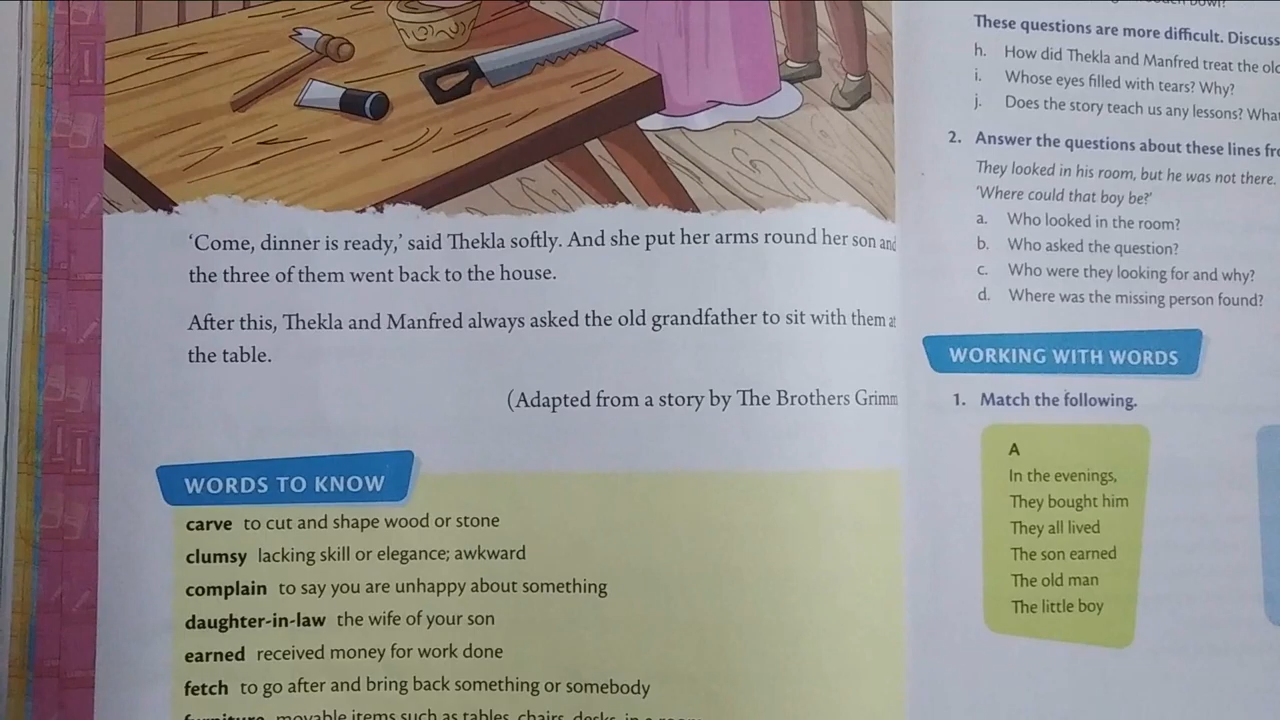 'Come, dinner is ready,' said Thekla softly. And she put her arms round her son and
the three of them went back to the house.
After this, Thekla and Manfred always asked the old grandfather to sit with them
the table.
(Adapted from a story by The Brothers Grimm
WORDS TO KNOW
carve to cut and shape wood or stone
clumsy lacking skill or elegance; awkward
complain to say you are unhappy about something
daughter-in-law the wife of your son
earned received money for work done
fetch to go after and bring back something or somebody
furniture movable items such as tables, chairs, desks, in a room
These questions are more difficult. Discuss
h. How did Thekla and Manfred treat the
i. Whose eyes filled with tears? Why?
j. Does the story teach us any lessons?
2. Answer the questions about these lines
They looked in his room, but he was not there.
'Where could that boy be?'
a. Who looked in the room?
b. Who asked the question?
c. Who were they looking for and why?
d. Where was the missing person found?
WORKING WITH WORDS
1. Match the following.
A
In the evenings,
They bought him
They all lived
The son earned
The old man
The little boy